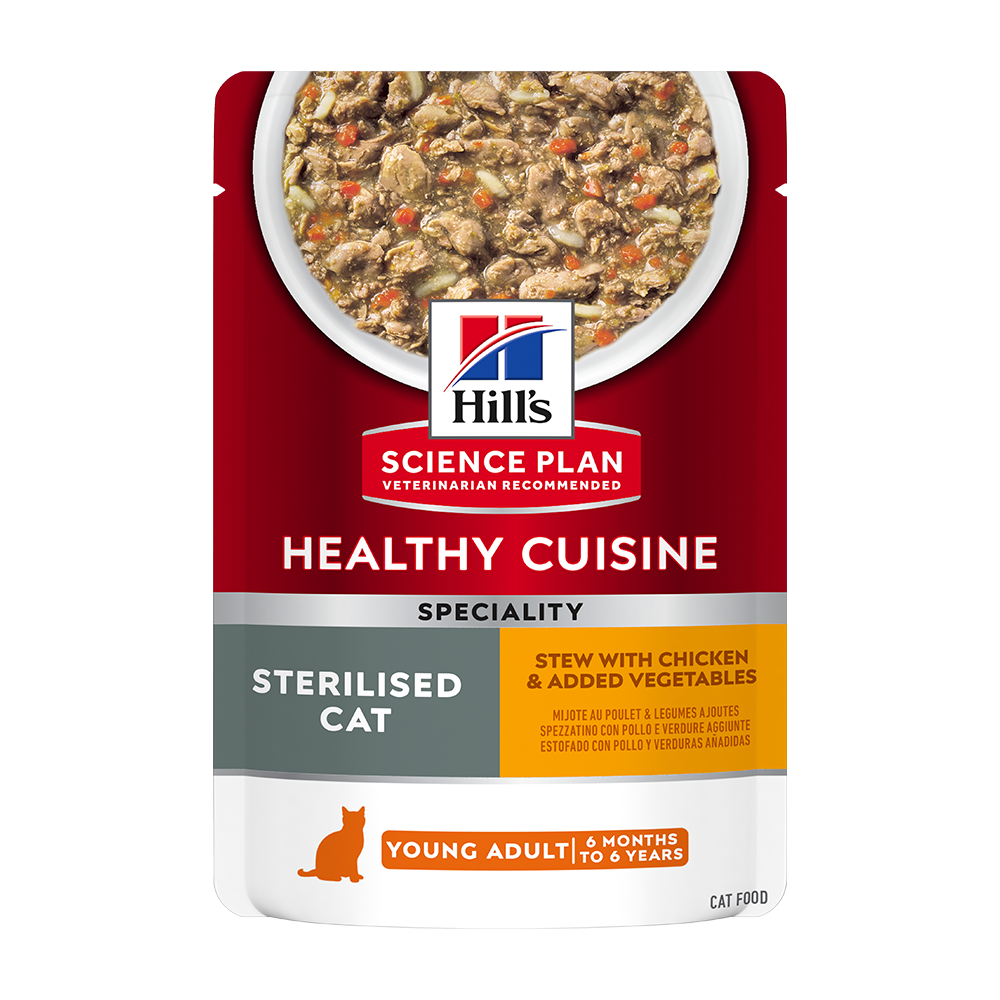 Hill's
SCIENCE PLAN
VETERINARIAN RECOMMENDED
HEALTHY CUISINE
SPECIALITY
STERILISED
CAT
STEW WITH CHICKEN
& ADDED VEGETABLES
MIJOTE AU POULET & LEGUMES AJOUTES
SPEZZATINO CON POLLO E VERDURE AGGIUNTE
ESTOFADO CON POLLO Y VERDURAS AÑADIDAS
YOUNG ADULT
6 MONTHS
TO 6 YEARS
CAT FOOD